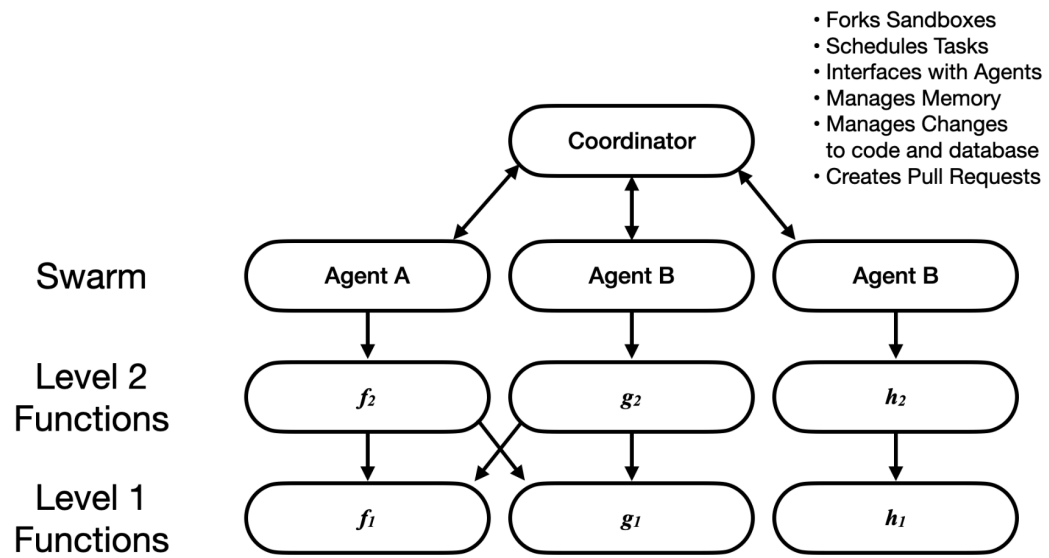 • Forks Sandboxes
• Schedules Tasks
• Interfaces with Agents
• Manages Memory
• Manages Changes
to code and database
• Creates Pull Requests
Coordinator
Swarm
Agent A
Agent B
Agent B
Level 2
Functions
f₂
g₂
h₂
Level 1
Functions
f₁
g₁
h₁